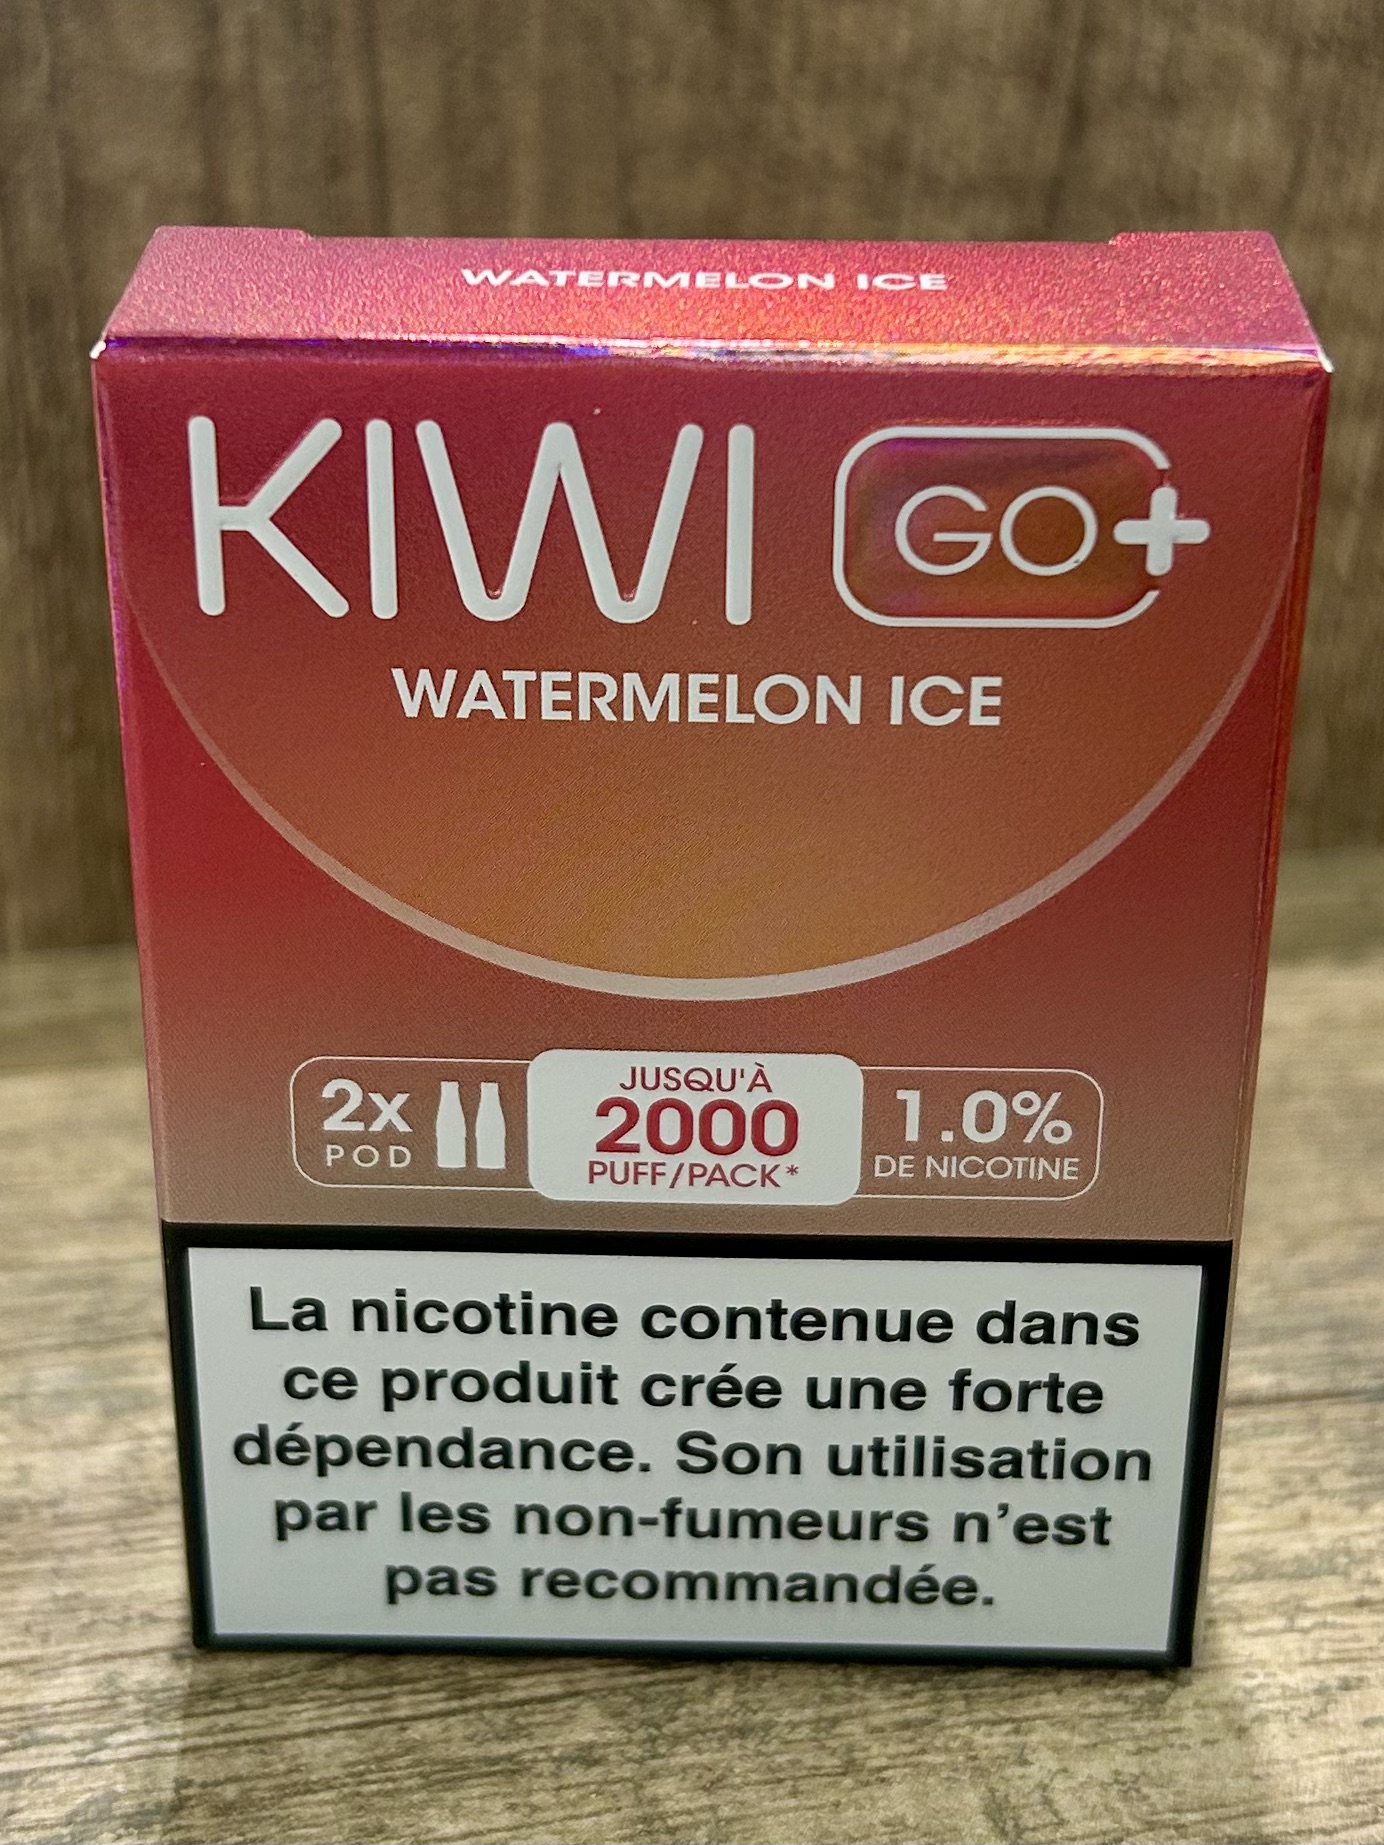 WATERMELON ICE
KIWI GO+
WATERMELON ICE
2x
POD
JUSQU'À
2000
PUFF/PACK*
1.0%
DE NICOTINE
La nicotine contenue dans
ce produit crée une forte
dépendance. Son utilisation
par les non-fumeurs n’est
pas recommandée.